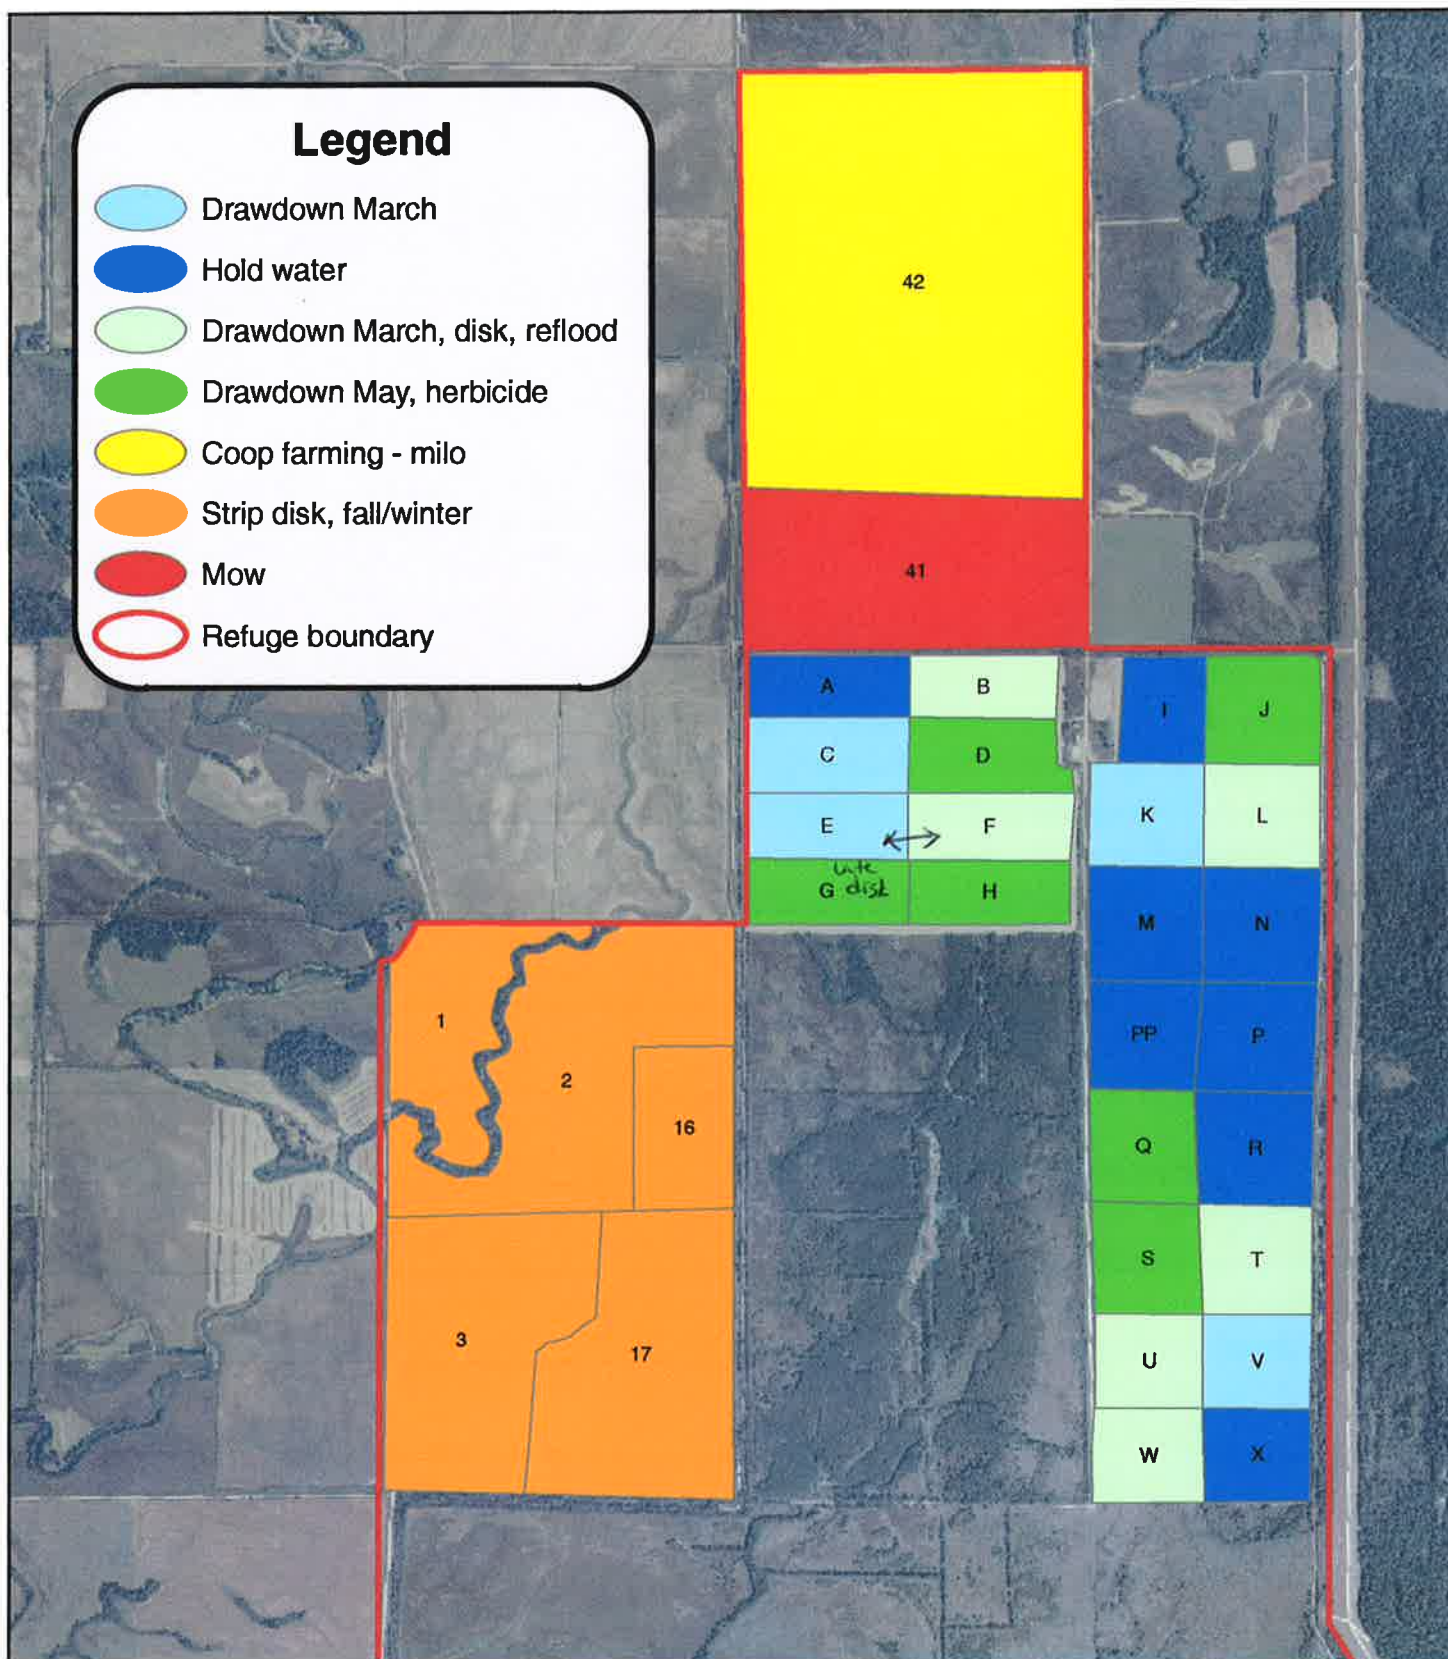 Legend
Drawdown March
Hold water
Drawdown March, disk, reflood
Drawdown May, herbicide
Coop farming - milo
Strip disk, fall/winter
Mow
Refuge boundary
42
41
A B I J
C D
E F K L
disk
G H
M N
1
PP P
2
16 Q R
S T
3 17 U V
W X